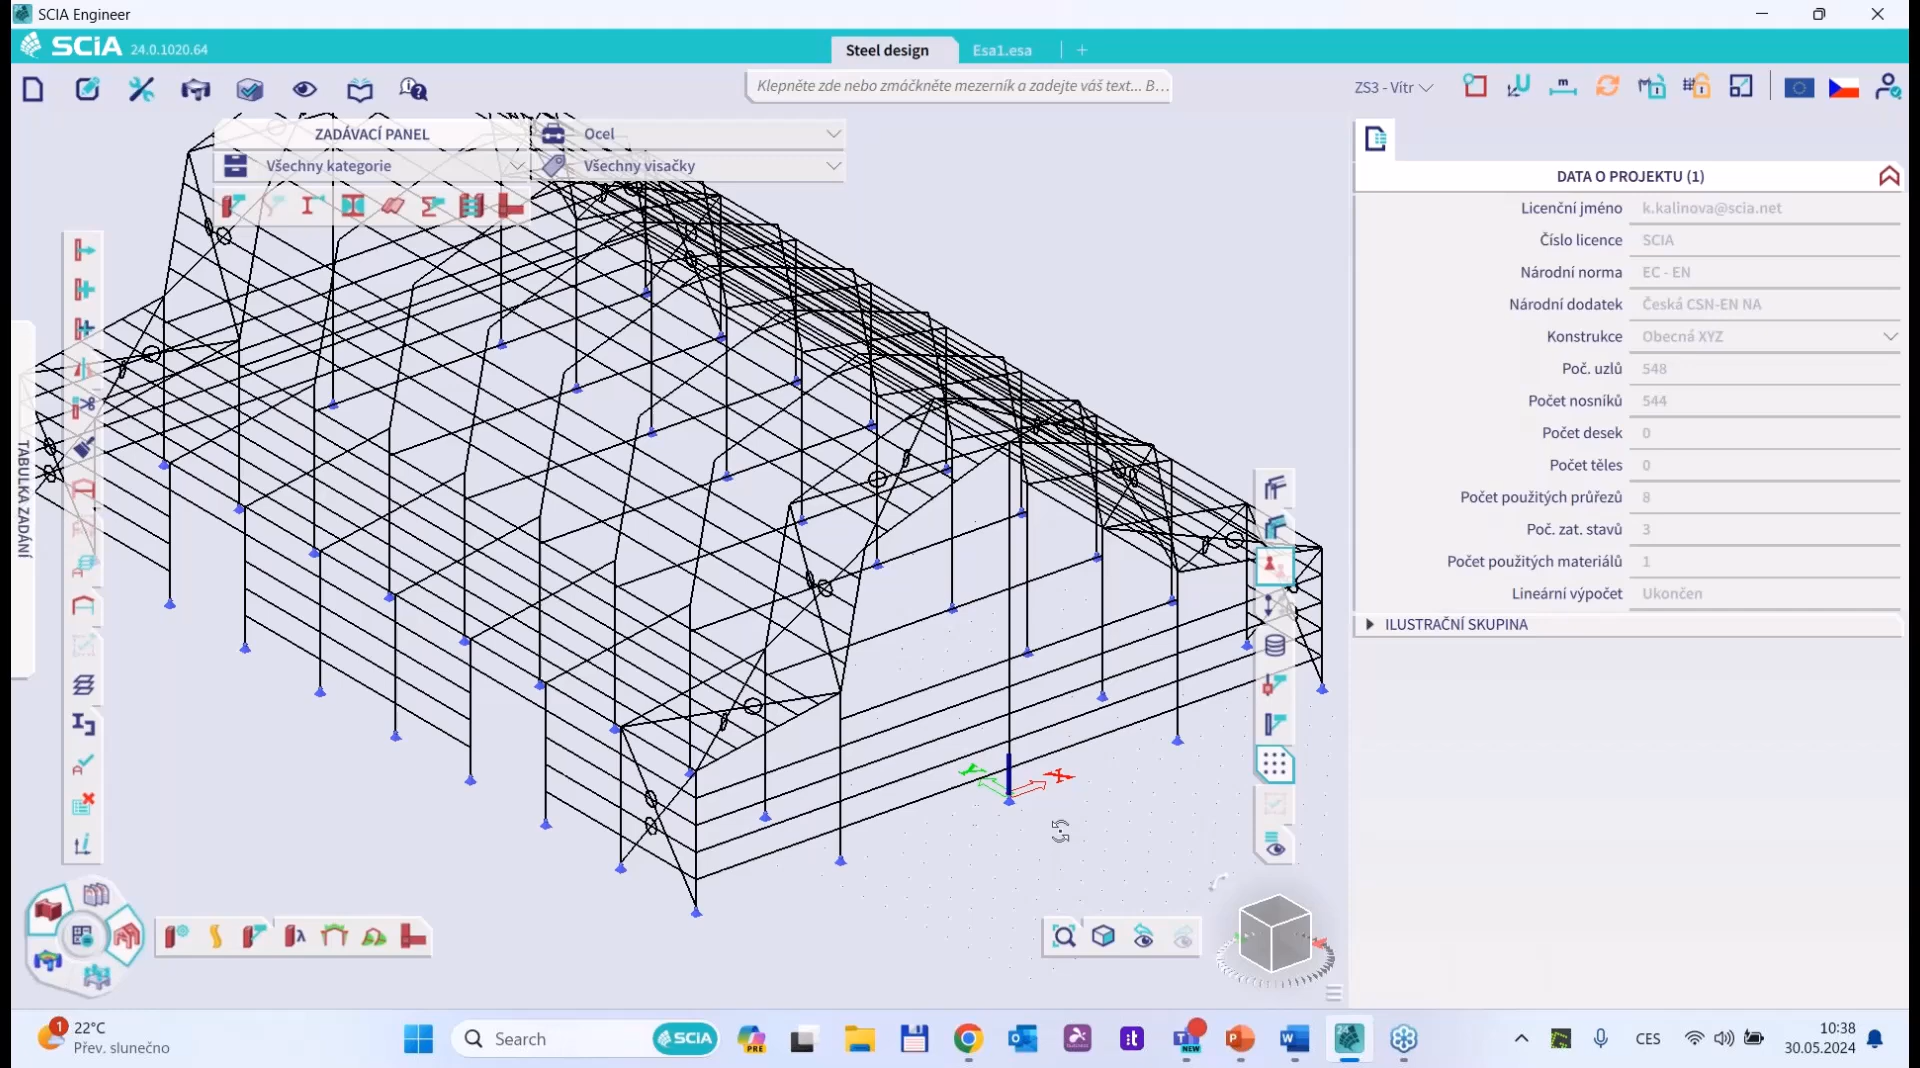 SCIA Engineer
SCIA 24.0.1020.64
Steel design
Esa1.esa
+
Klepněte zde nebo zmáčkněte mezerník a zadejte váš text... B...
ZS3 - Vítr
ZADÁVACÍ PANEL
Ocel
Všechny kategorie
Všechny visačky
TABULKA ZADÁNÍ
DATA O PROJEKTU (1)
Licenční jméno k.kalinova@scia.net
Číslo licence SCIA
Národní norma EC - EN
Národní dodatek Česká CSN-EN NA
Konstrukce Obecná XYZ
Poč. uzlů 548
Počet nosníků 544
Počet desek 0
Počet těles 0
Počet použitých průřezů 8
Poč. zat. stavů 3
Počet použitých materiálů 1
Lineární výpočet Ukončen
ILUSTRAČNÍ SKUPINA
Y
X
1
22°C
Přev. slunečno
Search
SCIA
PRE
NEW
CES
10:38
30.05.2024